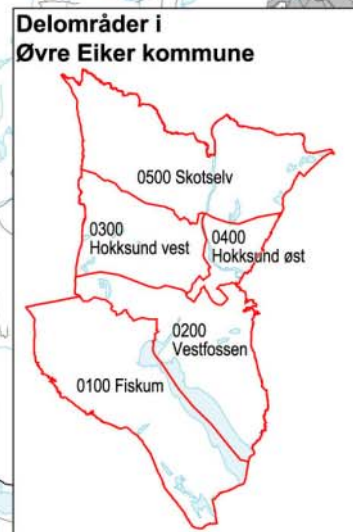 Delområder i
Øvre Eiker kommune
0500 Skotselv
0300
Hokksund vest
0400
Hokksund øst
0200
Vestfossen
0100 Fiskum